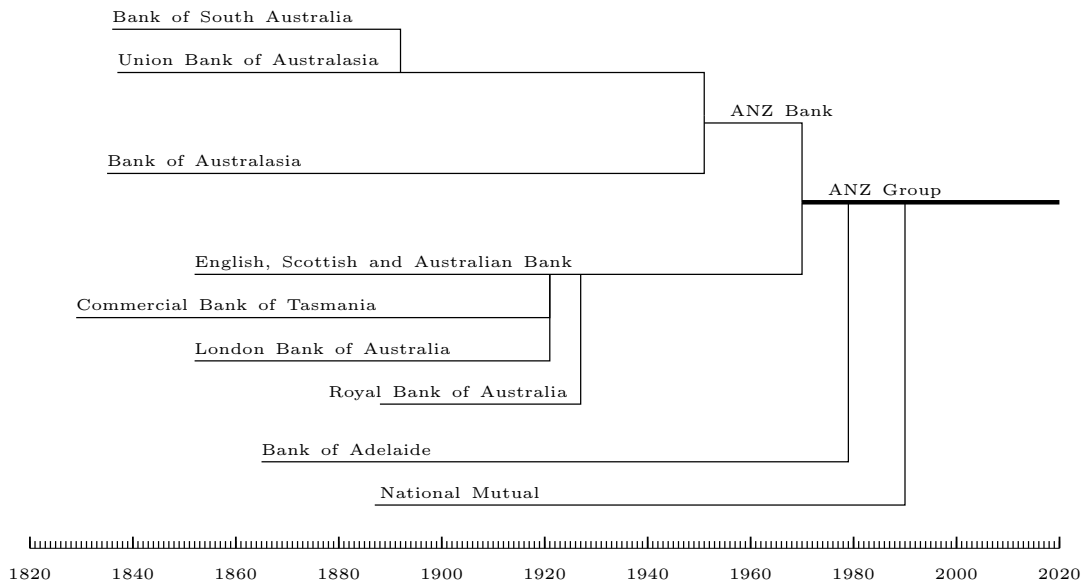 Bank of South Australia
Union Bank of Australasia
ANZ Bank
Bank of Australasia
ANZ Group
English, Scottish and Australian Bank
Commercial Bank of Tasmania
London Bank of Australia
Royal Bank of Australia
Bank of Adelaide
National Mutual
1820 1840 1860 1880 1900 1920 1940 1960 1980 2000 2020